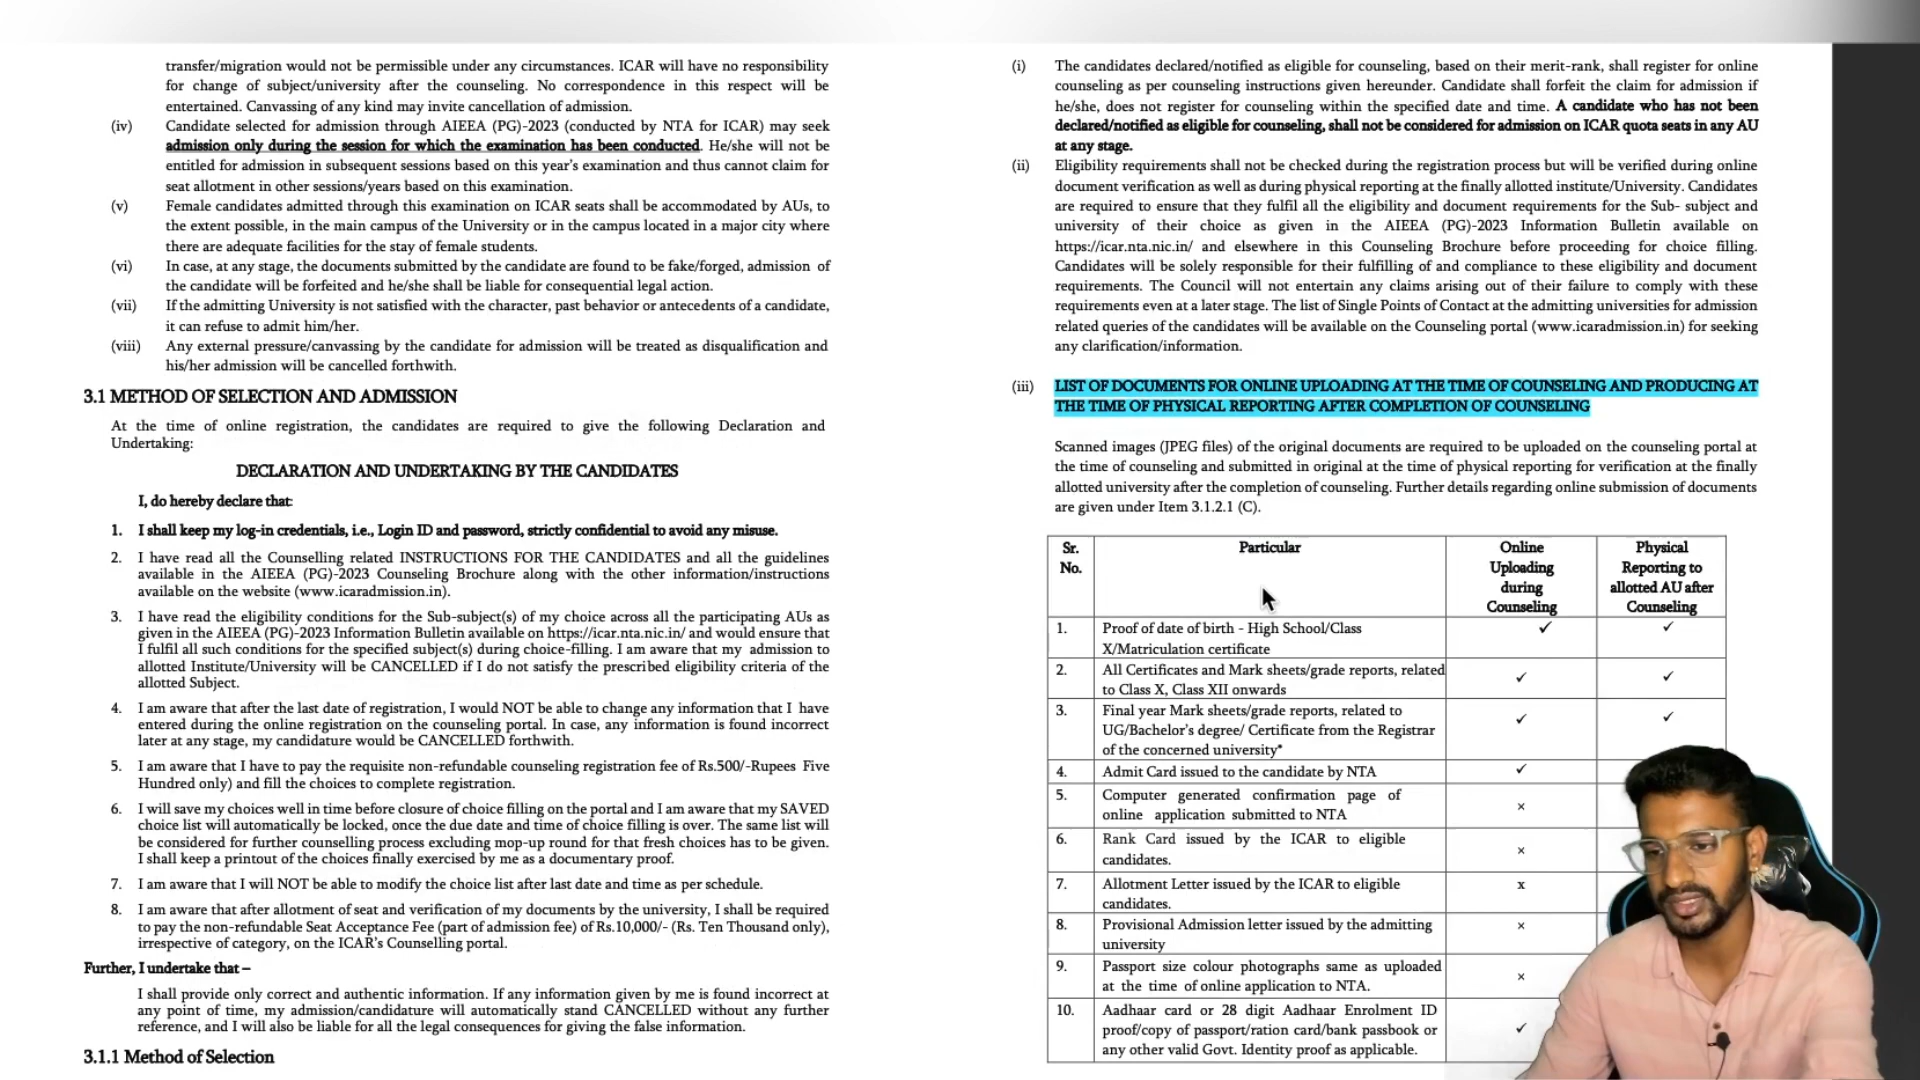 transfer/migration would not be permissible under any circumstances. ICAR will have no responsibility
for change of subject/university after the counseling. No correspondence in this respect will be
entertained. Canvassing of any kind may invite cancellation of admission.
(iv) Candidate selected for admission through AIEEA (PG)-2023 (conducted by NTA for ICAR) may seek
admission only during the session for which the examination has been conducted. He/she will not be
entitled for admission in subsequent sessions based on this year's examination and thus cannot claim for
seat allotment in other sessions/years based on this examination.
(v) Female candidates admitted through this examination on ICAR seats shall be accommodated by AUs, to
the extent possible, in the main campus of the University or in the campus located in a major city where
there are adequate facilities for the stay of female students.
(vi) In case, at any stage, the documents submitted by the candidate are found to be fake/forged, admission of
the candidate will be forfeited and he/she shall be liable for consequential legal action.
(vii) If the admitting University is not satisfied with the character, past behavior or antecedents of a candidate,
it can refuse to admit him/her.
(viii) Any external pressure/canvassing by the candidate for admission will be treated as disqualification and
his/her admission will be cancelled forthwith.
3.1 METHOD OF SELECTION AND ADMISSION
At the time of online registration, the candidates are required to give the following Declaration and
Undertaking:
DECLARATION AND UNDERTAKING BY THE CANDIDATES
I, do hereby declare that:
1. I shall keep my log-in credentials, i.e., Login ID and password, strictly confidential to avoid any misuse.
2. I have read all the Counselling related INSTRUCTIONS FOR THE CANDIDATES and all the guidelines
available in the AIEEA (PG)-2023 Counseling Brochure along with the other information/instructions
available on the website (www.icaradmission.in).
3. I have read the eligibility conditions for the Sub-subject(s) of my choice across all the participating AUs as
given in the AIEEA (PG)-2023 Information Bulletin available on https://icar.nta.nic.in/ and would ensure that
I fulfil all such conditions for the specified subject(s) during choice-filling. I am aware that my admission to
allotted Institute/University will be CANCELLED if I do not satisfy the prescribed eligibility criteria of the
allotted Subject.
4. I am aware that after the last date of registration, I would NOT be able to change any information that I have
entered during the online registration on the counseling portal. In case, any information is found incorrect
later at any stage, my candidature would be CANCELLED forthwith.
5. I am aware that I have to pay the requisite non-refundable counseling registration fee of Rs.500/-Rupees Five
Hundred only) and fill the choices to complete registration.
6. I will save my choices well in time before closure of choice filling on the portal and I am aware that my SAVED
choice list will automatically be locked, once the due date and time of choice filling is over. The same list will
be considered for further counselling process excluding mop-up round for that fresh choices has to be given.
I shall keep a printout of the choices finally exercised by me as a documentary proof.
7. I am aware that I will NOT be able to modify the choice list after last date and time as per schedule.
8. I am aware that after allotment of seat and verification of my documents by the university, I shall be required
to pay the non-refundable Seat Acceptance Fee (part of admission fee) of Rs.10,000/- (Rs. Ten Thousand only),
irrespective of category, on the ICAR's Counselling portal.
Further, I undertake that –
I shall provide only correct and authentic information. If any information given by me is found incorrect at
any point of time, my admission/candidature will automatically stand CANCELLED without any further
reference, and I will also be liable for all the legal consequences for giving the false information.
3.1.1 Method of Selection
(i) The candidates declared/notified as eligible for counseling, based on their merit-rank, shall register for online
counseling as per counseling instructions given hereunder. Candidate shall forfeit the claim for admission if
he/she, does not register for counseling within the specified date and time. A candidate who has not been
declared/notified as eligible for counseling, shall not be considered for admission on ICAR quota seats in any AU
at any stage.
(ii) Eligibility requirements shall not be checked during the registration process but will be verified during online
document verification as well as during physical reporting at the finally allotted institute/University. Candidates
are required to ensure that they fulfil all the eligibility and document requirements for the Sub- subject and
university of their choice as given in the AIEEA (PG)-2023 Information Bulletin available on
https://icar.nta.nic.in/ and elsewhere in this Counseling Brochure before proceeding for choice filling.
Candidates will be solely responsible for their fulfilling of and compliance to these eligibility and document
requirements. The Council will not entertain any claims arising out of their failure to comply with these
requirements even at a later stage. The list of Single Points of Contact at the admitting universities for admission
related queries of the candidates will be available on the Counseling portal (www.icaradmission.in) for seeking
any clarification/information.
(iii) LIST OF DOCUMENTS FOR ONLINE UPLOADING AT THE TIME OF COUNSELING AND PRODUCING AT
THE TIME OF PHYSICAL REPORTING AFTER COMPLETION OF COUNSELING
Scanned images (JPEG files) of the original documents are required to be uploaded on the counseling portal at
the time of counseling and submitted in original at the time of physical reporting for verification at the finally
allotted university after the completion of counseling. Further details regarding online submission of documents
are given under Item 3.1.2.1 (C).
Sr. Particular Online Physical
No. Uploading Reporting to
during allotted AU after
Counseling Counseling
1. Proof of date of birth - High School/Class ✓ ✓
X/Matriculation certificate
2. All Certificates and Mark sheets/grade reports, related ✓ ✓
to Class X, Class XII onwards
3. Final year Mark sheets/grade reports, related to ✓ ✓
UG/Bachelor's degree/ Certificate from the Registrar
of the concerned university*
4. Admit Card issued to the candidate by NTA ✓
5. Computer generated confirmation page of ×
online application submitted to NTA
6. Rank Card issued by the ICAR to eligible ×
candidates.
7. Allotment Letter issued by the ICAR to eligible x
candidates.
8. Provisional Admission letter issued by the admitting ×
university
9. Passport size colour photographs same as uploaded ×
at the time of online application to NTA.
10. Aadhaar card or 28 digit Aadhaar Enrolment ID ✓
proof/copy of passport/ration card/bank passbook or
any other valid Govt. Identity proof as applicable.